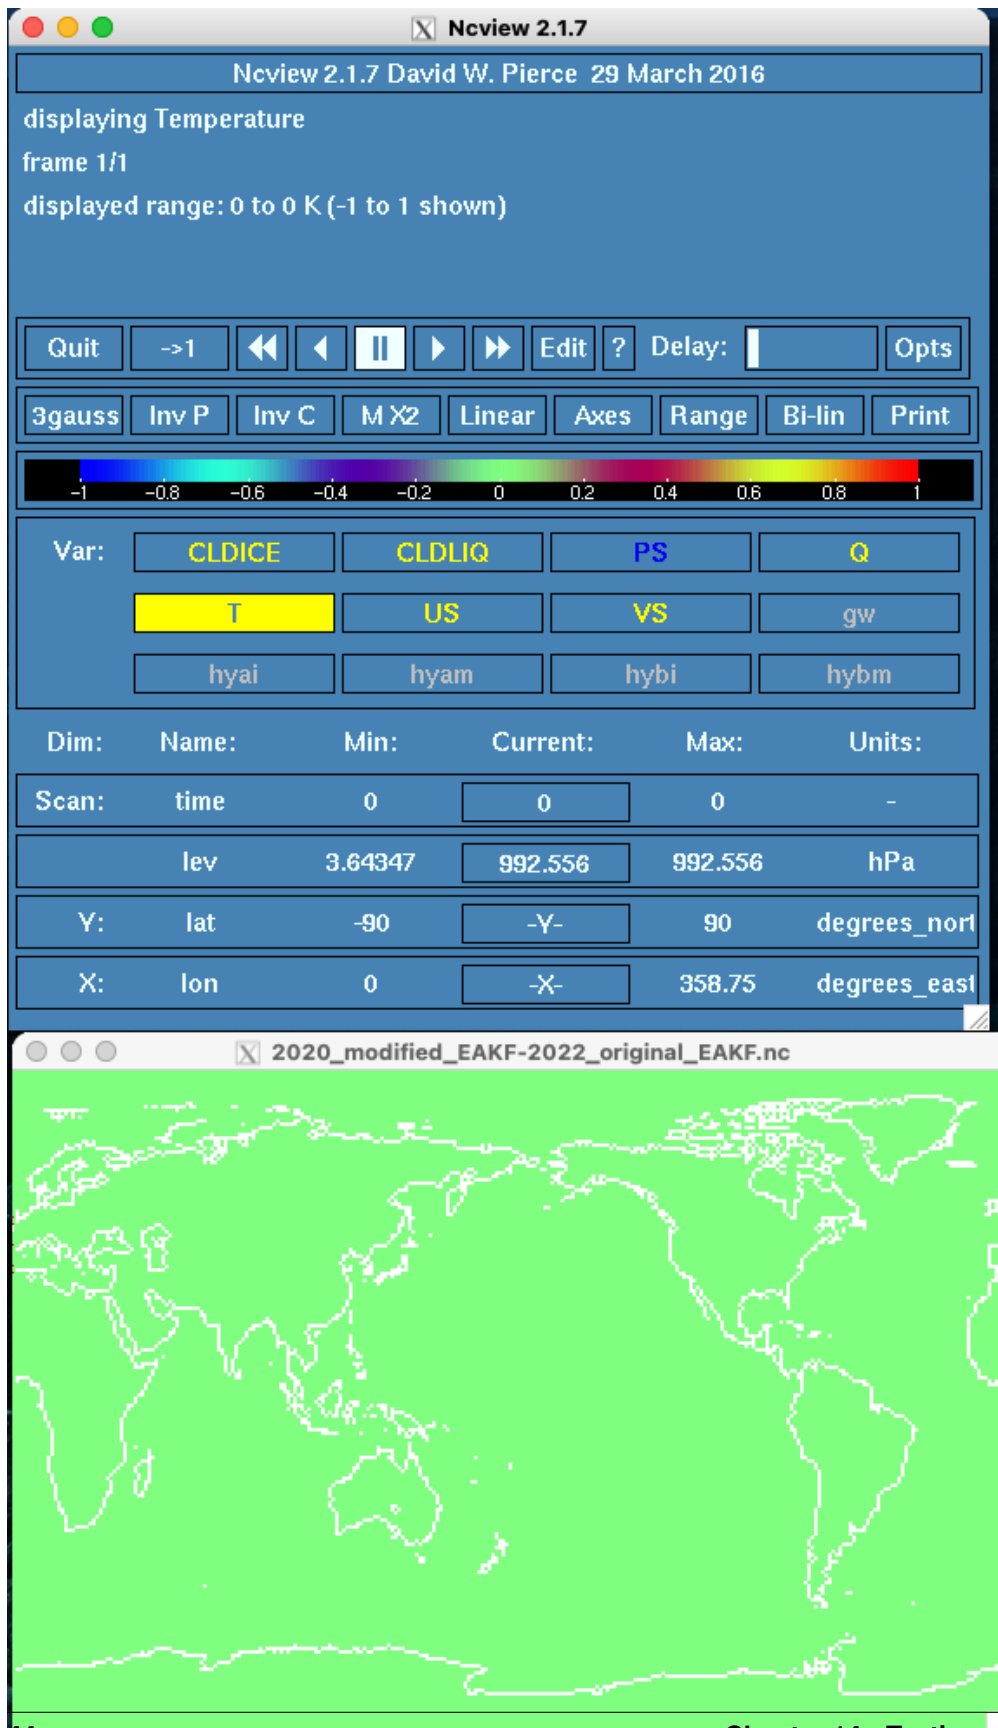 Ncview 2.1.7
Ncview 2.1.7 David W. Pierce 29 March 2016
displaying Temperature
frame 1/1
displayed range: 0 to 0 K (-1 to 1 shown)
Quit ->1 Edit ? Delay: Opts
3gauss Inv P Inv C M X2 Linear Axes Range Bi-lin Print
-1 -0.8 -0.6 -0.4 -0.2 0 0.2 0.4 0.6 0.8 1
Var: CLDICE CLDLIQ PS Q
T US VS gw
hyai hyam hybi hybm
Dim: Name: Min: Current: Max: Units:
Scan: time 0 0 0 -
lev 3.64347 992.556 992.556 hPa
Y: lat -90 -Y- 90 degrees_nort
X: lon 0 -X- 358.75 degrees_east
2020_modified_EAKF-2022_original_EAKF.nc